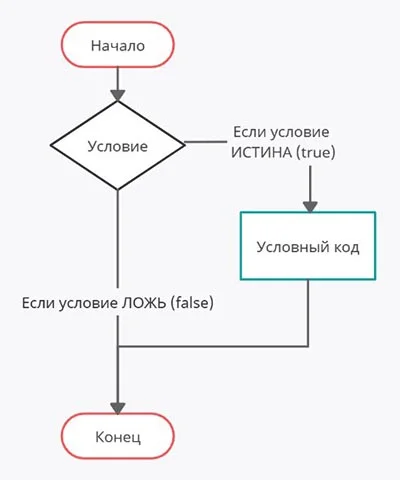 Начало
Условие
Если условие
ИСТИНА (true)
Условный код
Если условие ЛОЖЬ (false)
Конец